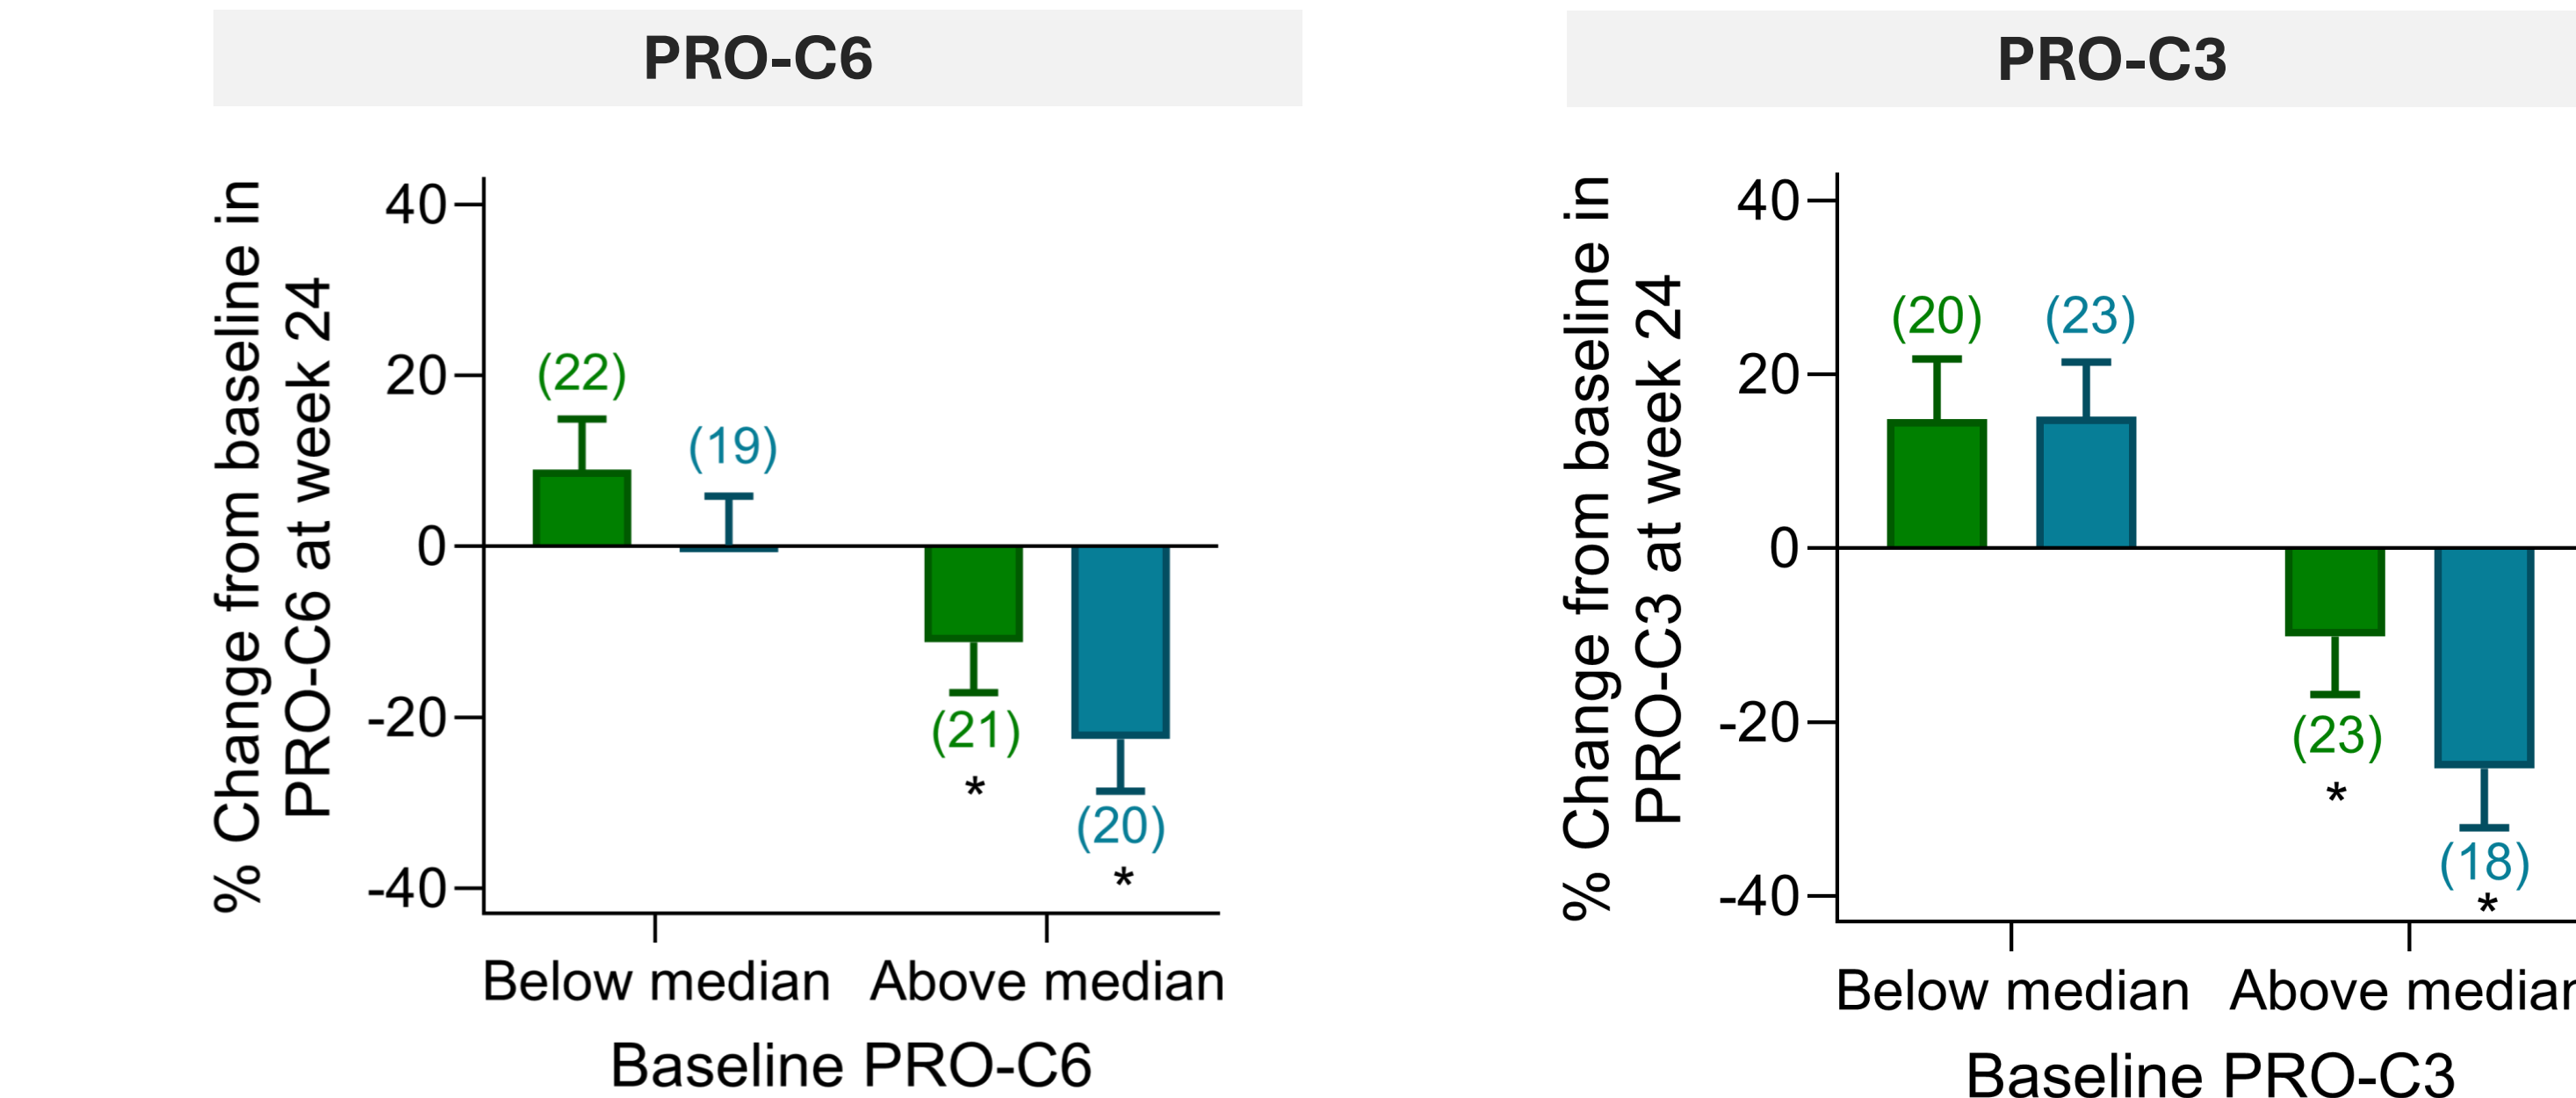 PRO-C6
% Change from baseline in
PRO-C6 at week 24
40
20
0
-20
-40
(22)
(19)
(21)
*
(20)
*
Below median
Above median
Baseline PRO-C6
PRO-C3
% Change from baseline in
PRO-C3 at week 24
40
20
0
-20
-40
(20)
(23)
(23)
*
(18)
*
Below median
Above median
Baseline PRO-C3